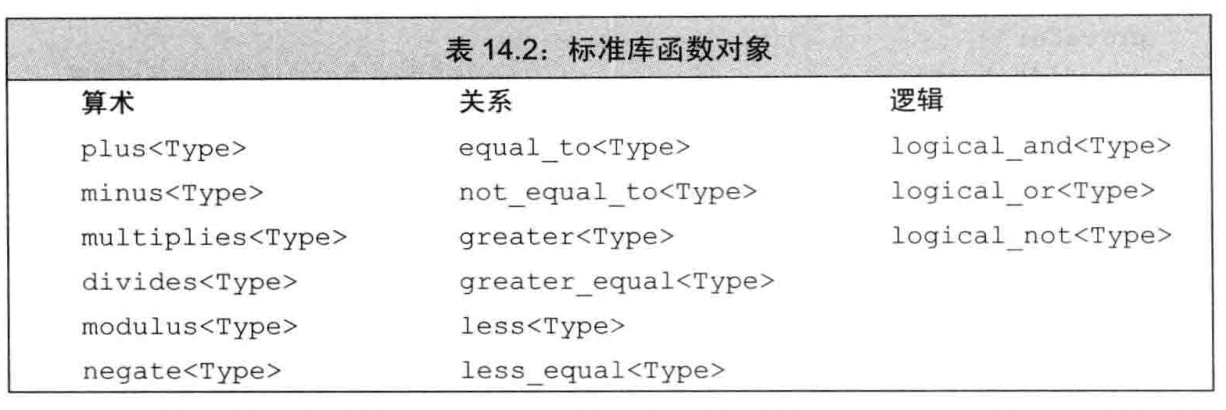 表 14.2：标准库函数对象
算术 关系 逻辑
plus<Type> equal_to<Type> logical_and<Type>
minus<Type> not_equal_to<Type> logical_or<Type>
multiplies<Type> greater<Type> logical_not<Type>
divides<Type> greater_equal<Type>
modulus<Type> less<Type>
negate<Type> less_equal<Type>